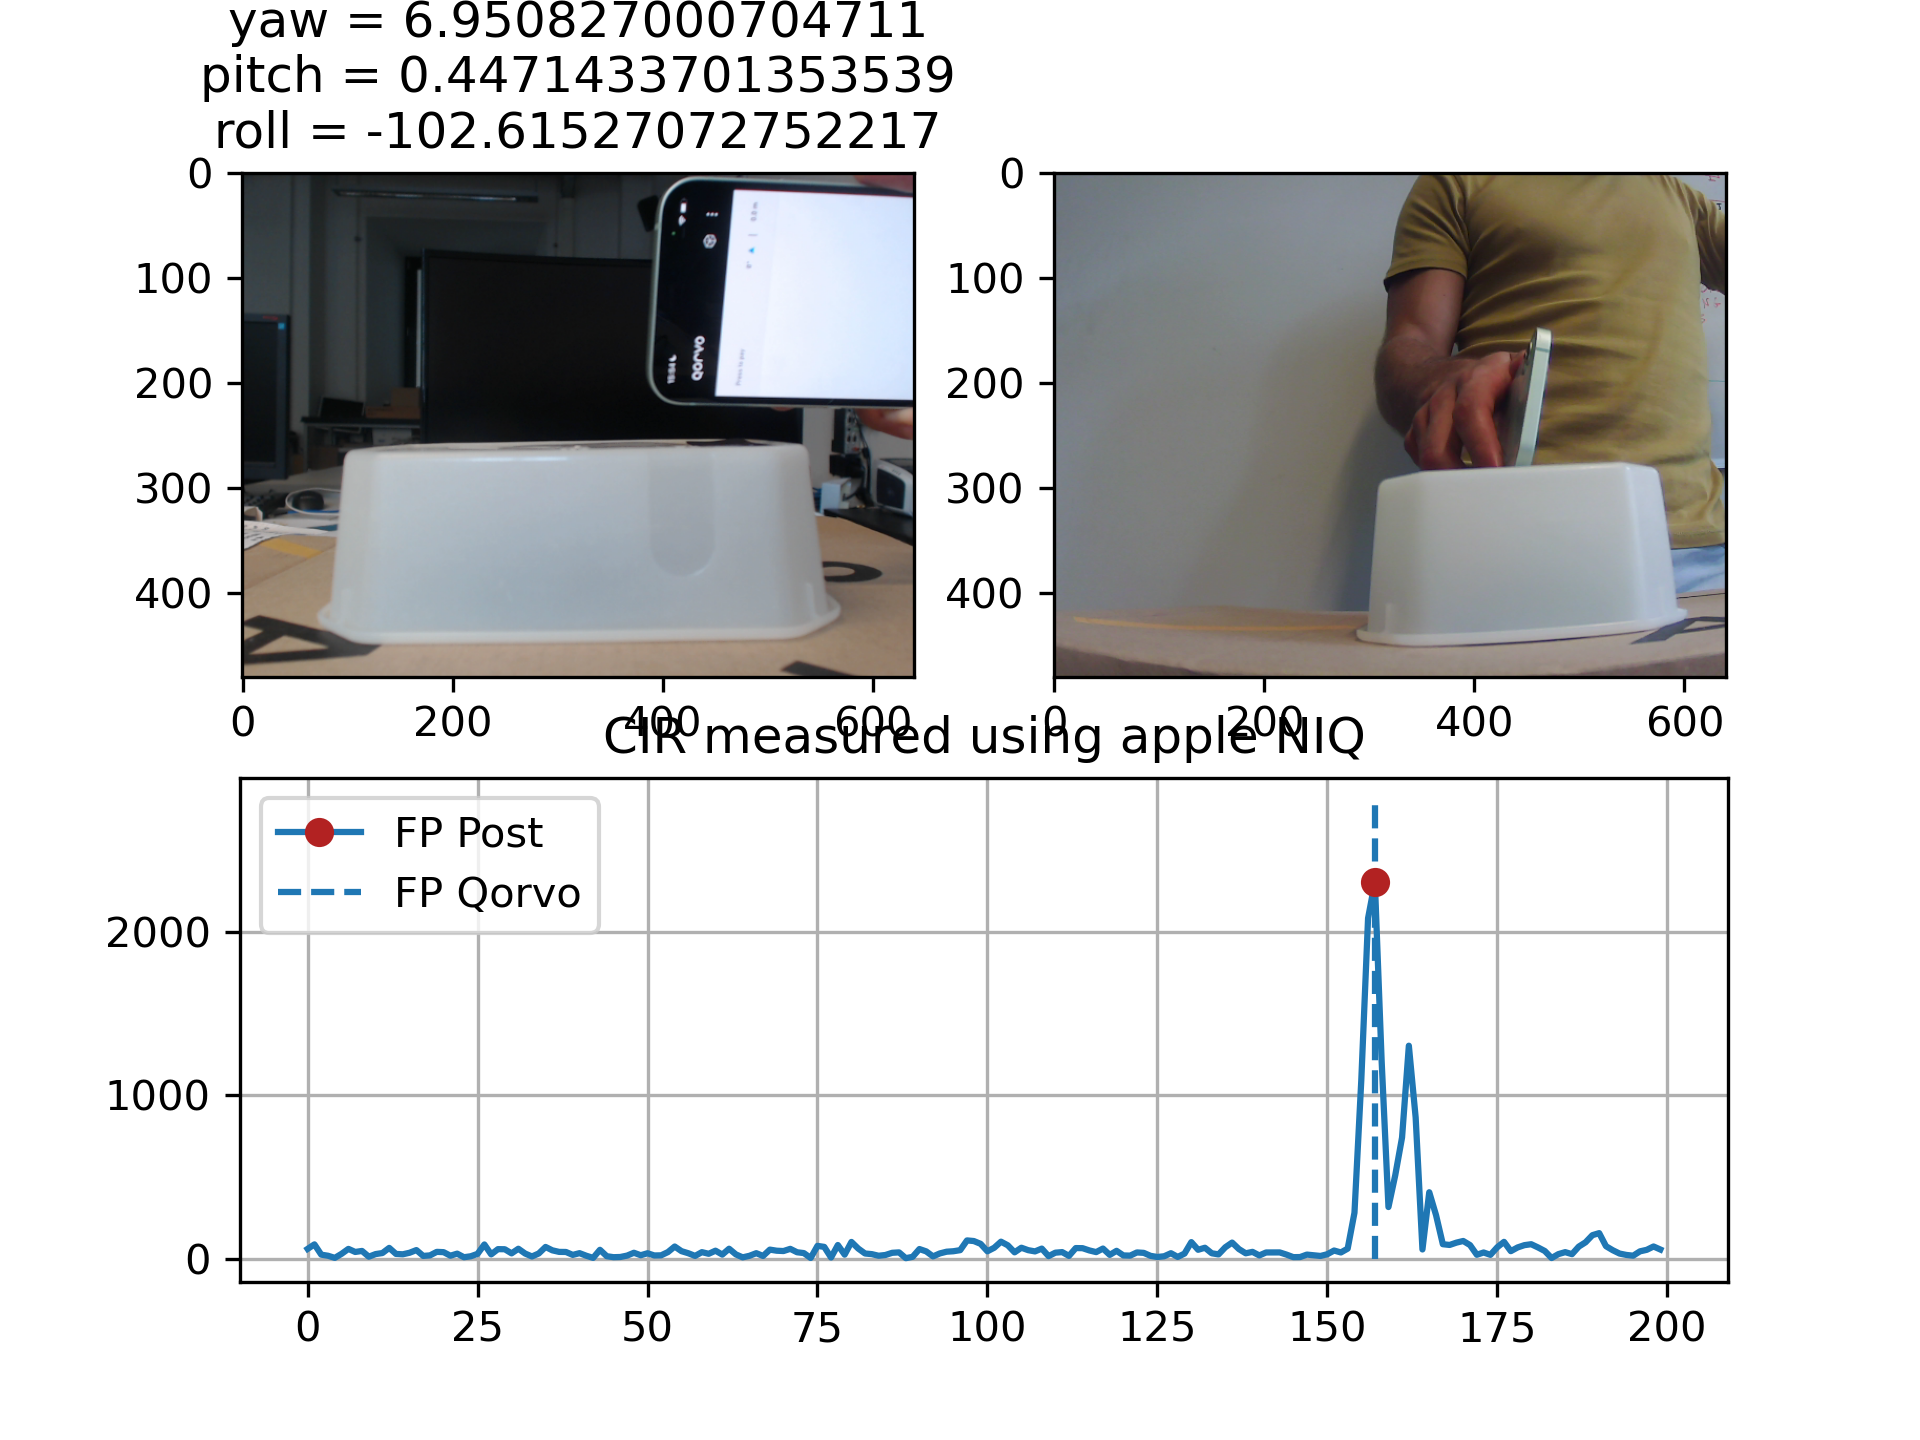 yaw = 6.950827000704711
pitch = 0.4471433701353539
roll = -102.61527072752217
0
100
200
300
400
0 200 400 600
QORVO
0
100
200
300
400
0 200 400 600
CIR measured using apple NIQ
FP Post
FP Qorvo
2000
1000
0
0 25 50 75 100 125 150 175 200